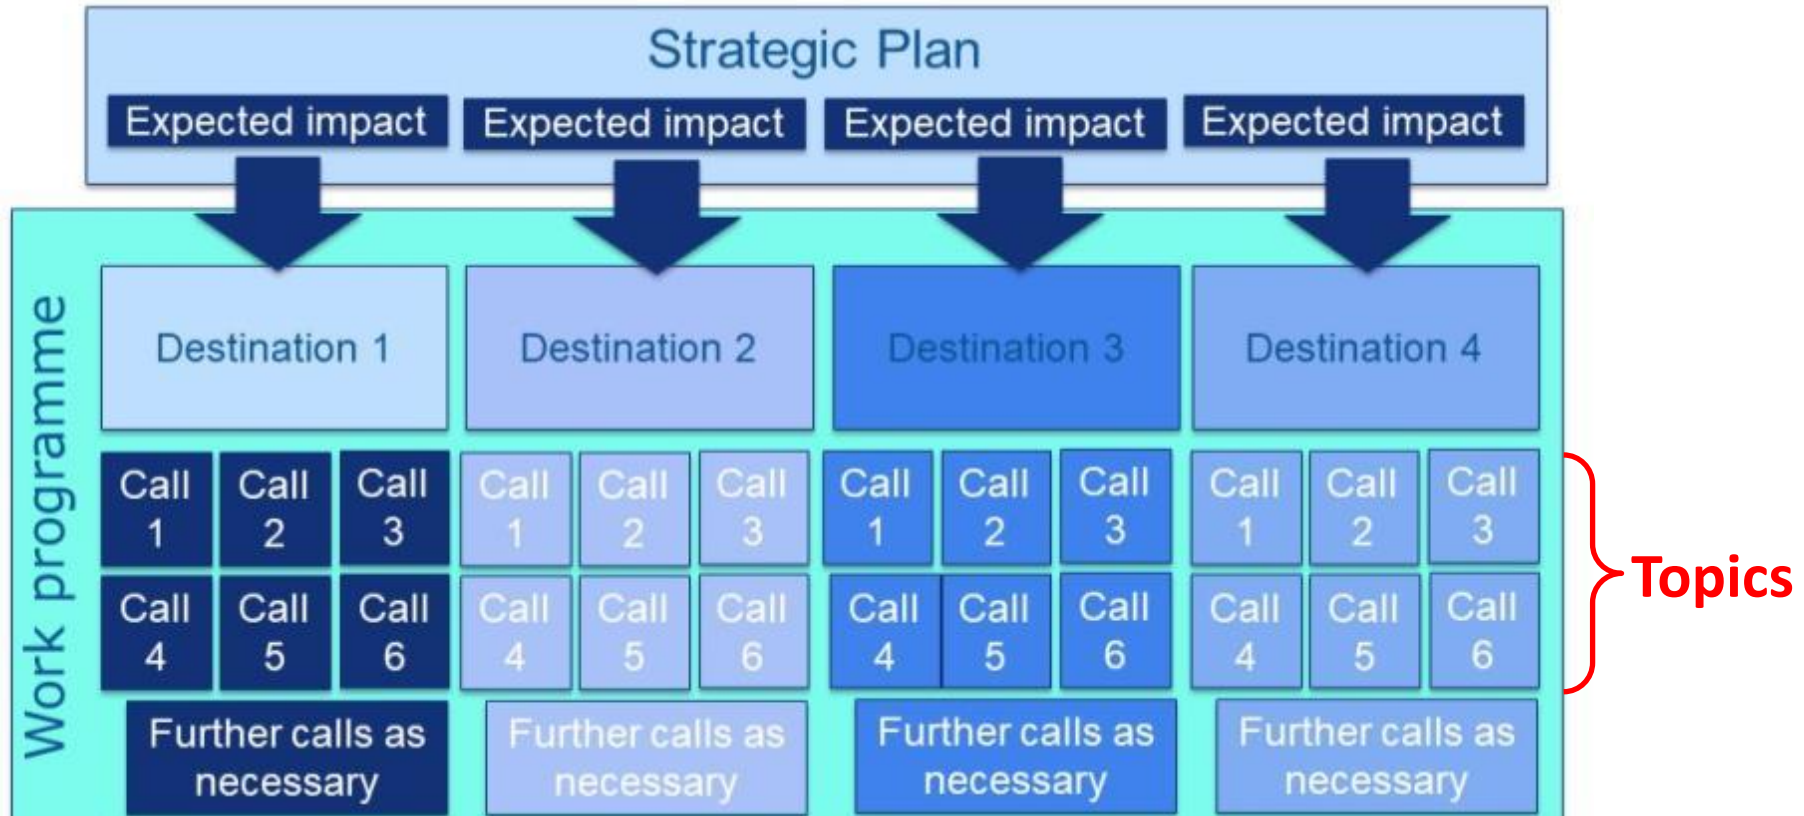 Strategic Plan
Expected impact
Expected impact
Expected impact
Expected impact
Work programme
Destination 1
Destination 2
Destination 3
Destination 4
Call
1
Call
2
Call
3
Call
1
Call
2
Call
3
Call
1
Call
2
Call
3
Call
1
Call
2
Call
3
Call
4
Call
5
Call
6
Call
4
Call
5
Call
6
Call
4
Call
5
Call
6
Call
4
Call
5
Call
6
Topics
Further calls as
necessary
Further calls as
necessary
Further calls as
necessary
Further calls as
necessary